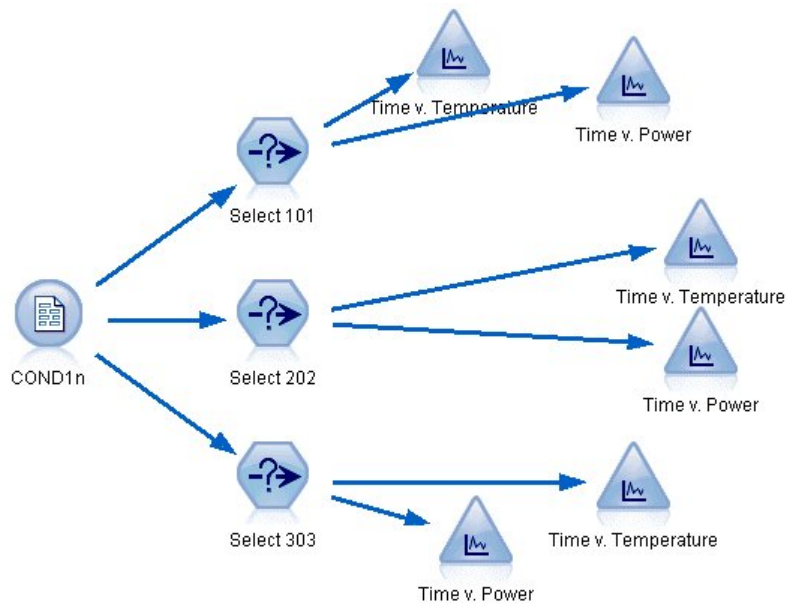 Time v. Temperature
Time v. Power
Select 101
Time v. Temperature
COND1n
Select 202
Time v. Power
Select 303
Time v. Temperature
Time v. Power